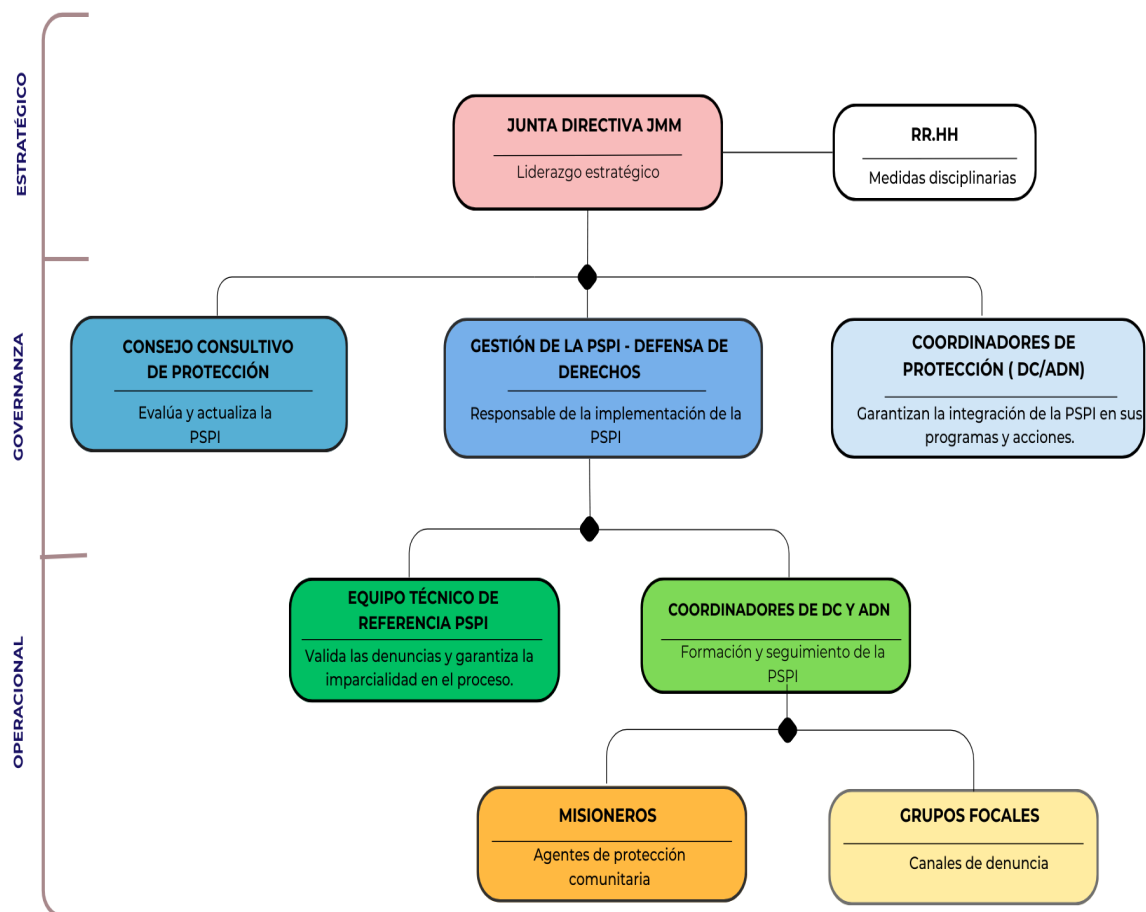 ESTRATÉGICO
JUNTA DIRECTIVA JMM
Liderazgo estratégico
RR.HH
Medidas disciplinarias
GOVERNANZA
CONSEJO CONSULTIVO
DE PROTECCIÓN
Evalúa y actualiza la
PSPI
GESTIÓN DE LA PSPI - DEFENSA DE
DERECHOS
Responsable de la implementación de la
PSPI
COORDINADORES DE
PROTECCIÓN ( DC/ADN)
Garantizan la integración de la PSPI en sus
programas y acciones.
OPERACIONAL
EQUIPO TÉCNICO DE
REFERENCIA PSPI
Valida las denuncias y garantiza la
imparcialidad en el proceso.
COORDINADORES DE DC Y ADN
Formación y seguimiento de la
PSPI
MISIONEROS
Agentes de protección
comunitaria
GRUPOS FOCALES
Canales de denuncia